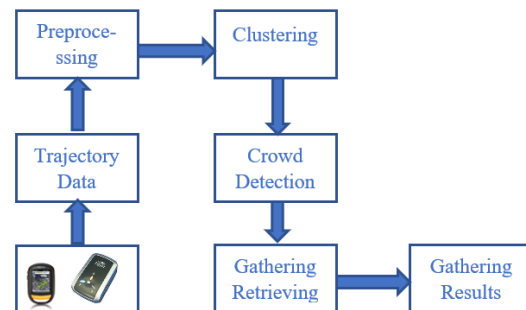 Preproce-
ssing
Clustering
Trajectory
Data
Crowd
Detection
Gathering
Retrieving
Gathering
Results